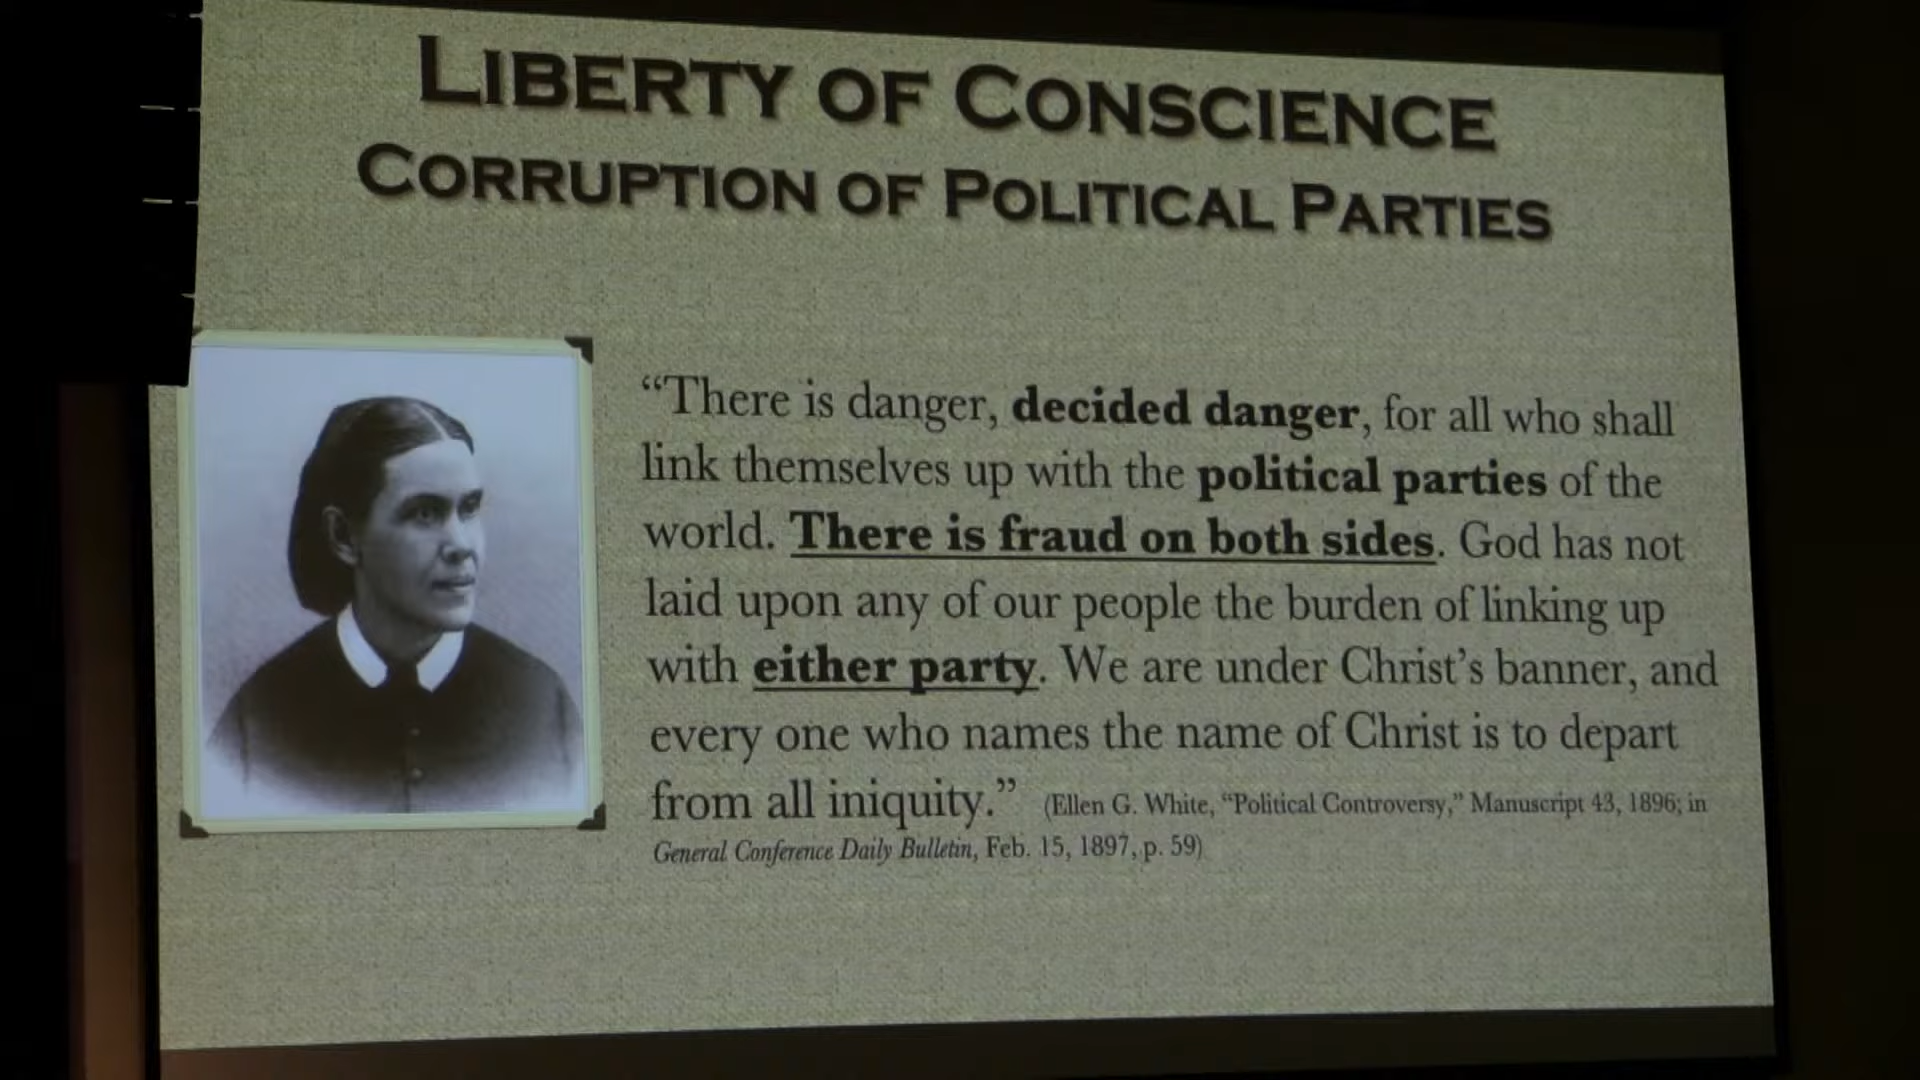 LIBERTY OF CONSCIENCE
CORRUPTION OF POLITICAL PARTIES
“There is danger, decided danger, for all who shall
link themselves up with the political parties of the
world. There is fraud on both sides. God has not
laid upon any of our people the burden of linking up
with either party. We are under Christ’s banner, and
every one who names the name of Christ is to depart
from all iniquity.” (Ellen G. White, “Political Controversy,” Manuscript 43, 1896; in
General Conference Daily Bulletin, Feb. 15, 1897, p. 59)